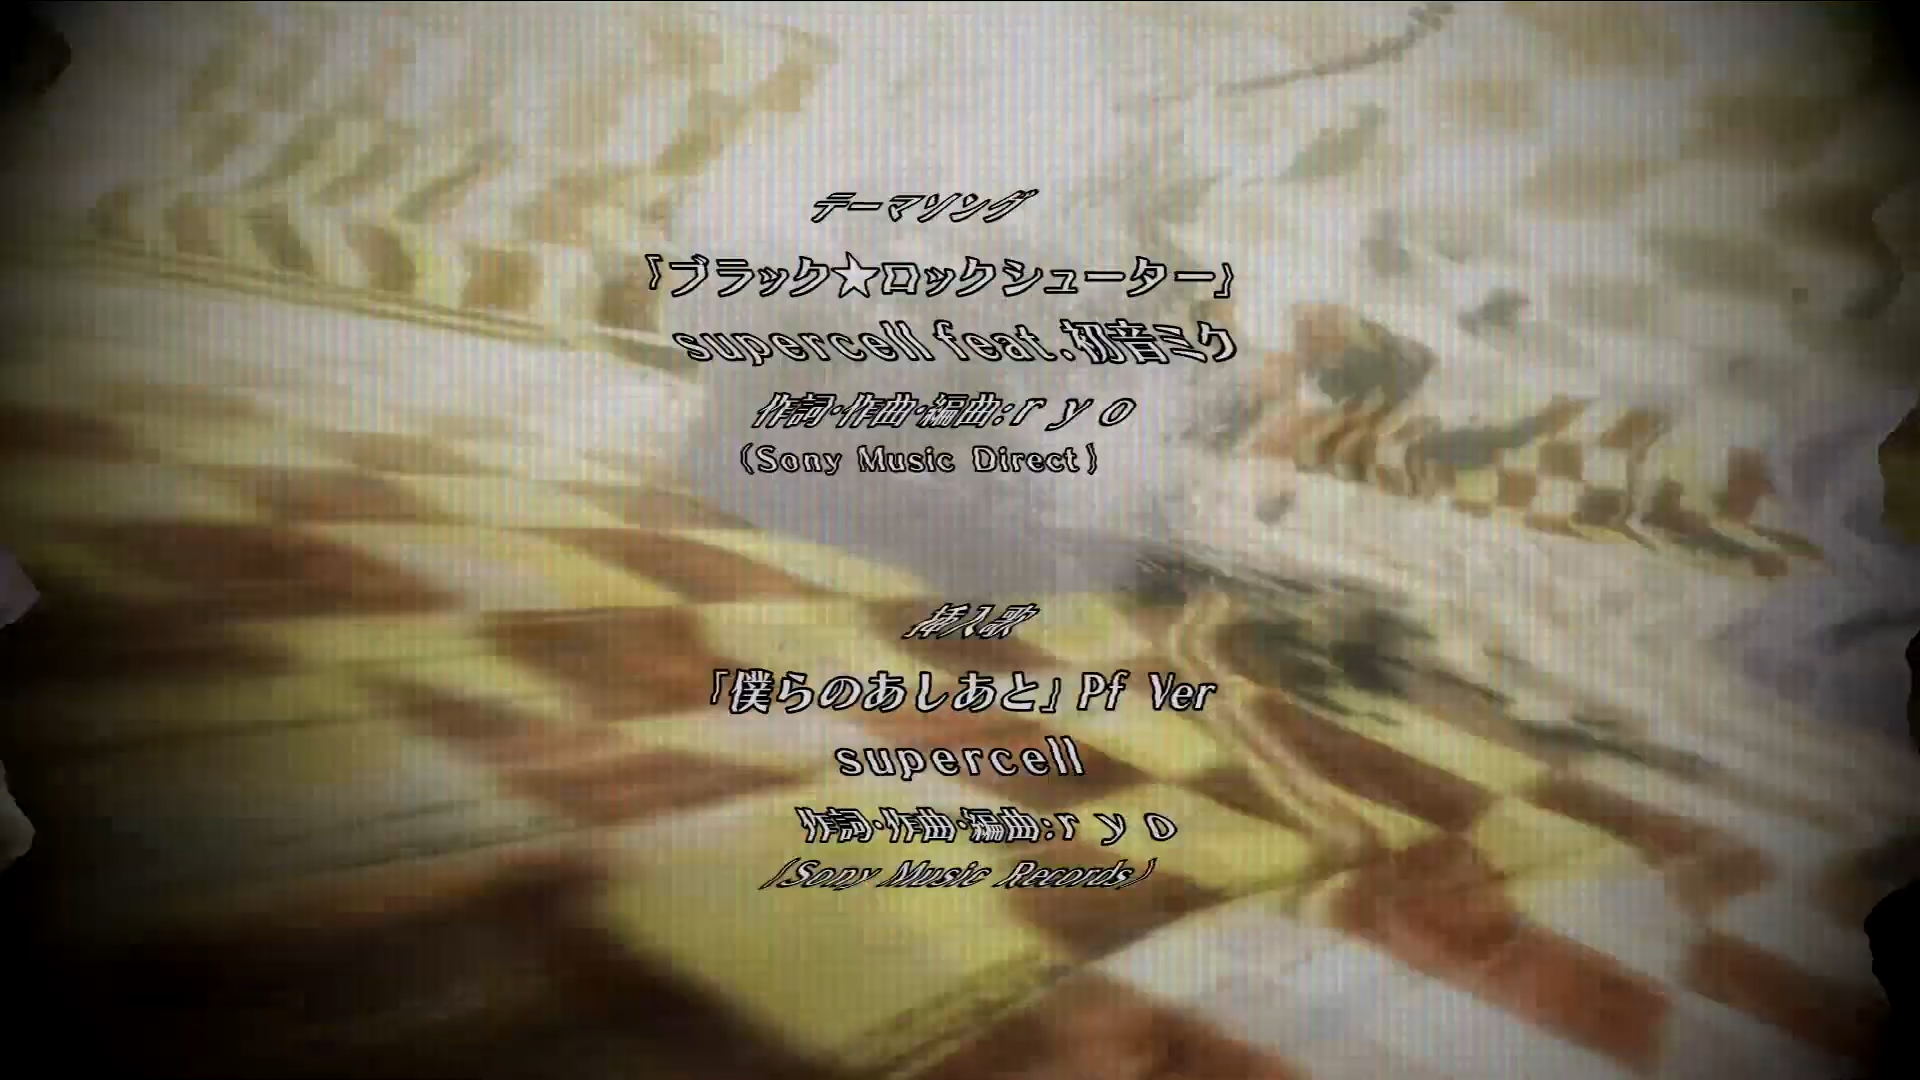 テーマソング
『ブラック★ロックシューター』
supercell feat.初音ミク
作詞･作曲･編曲:ｒｙｏ
(Sony Music Direct)
挿入歌
｢僕らのあしあと｣ Pf Ver
supercell
作詞･作曲･編曲:ｒｙｏ
(Sony Music Records)